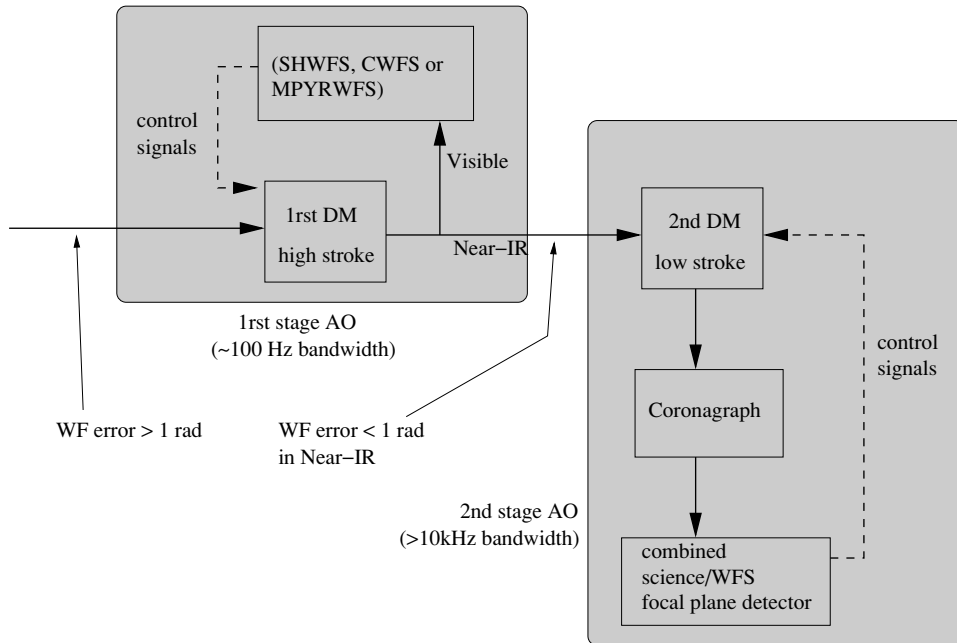 (SHWFS, CWFS or
MPYRWFS)
control
signals
Visible
1rst DM
high stroke
Near−IR
2nd DM
low stroke
1rst stage AO
(~100 Hz bandwidth)
control
signals
WF error > 1 rad
WF error < 1 rad
in Near−IR
Coronagraph
2nd stage AO
(>10kHz bandwidth)
combined
science/WFS
focal plane detector